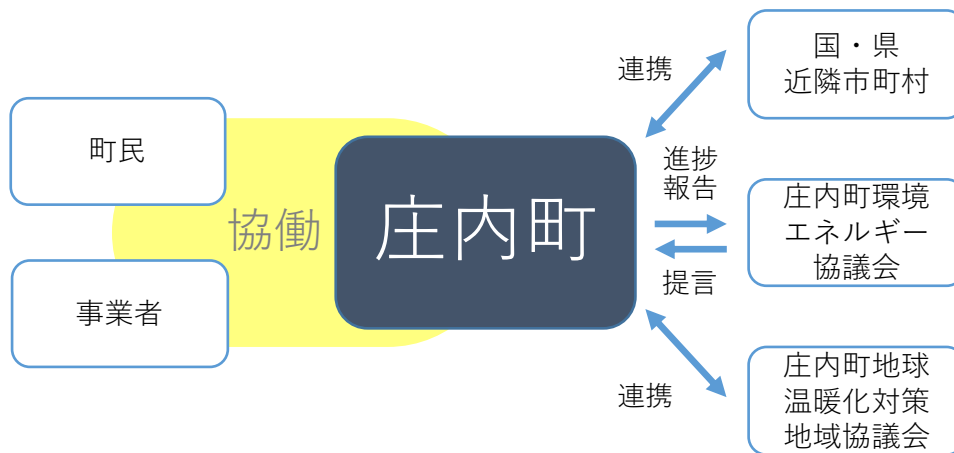 町民
事業者
協働
庄内町
連携
国・県
近隣市町村
進捗
報告
提言
庄内町環境
エネルギー
協議会
連携
庄内町地球
温暖化対策
地域協議会